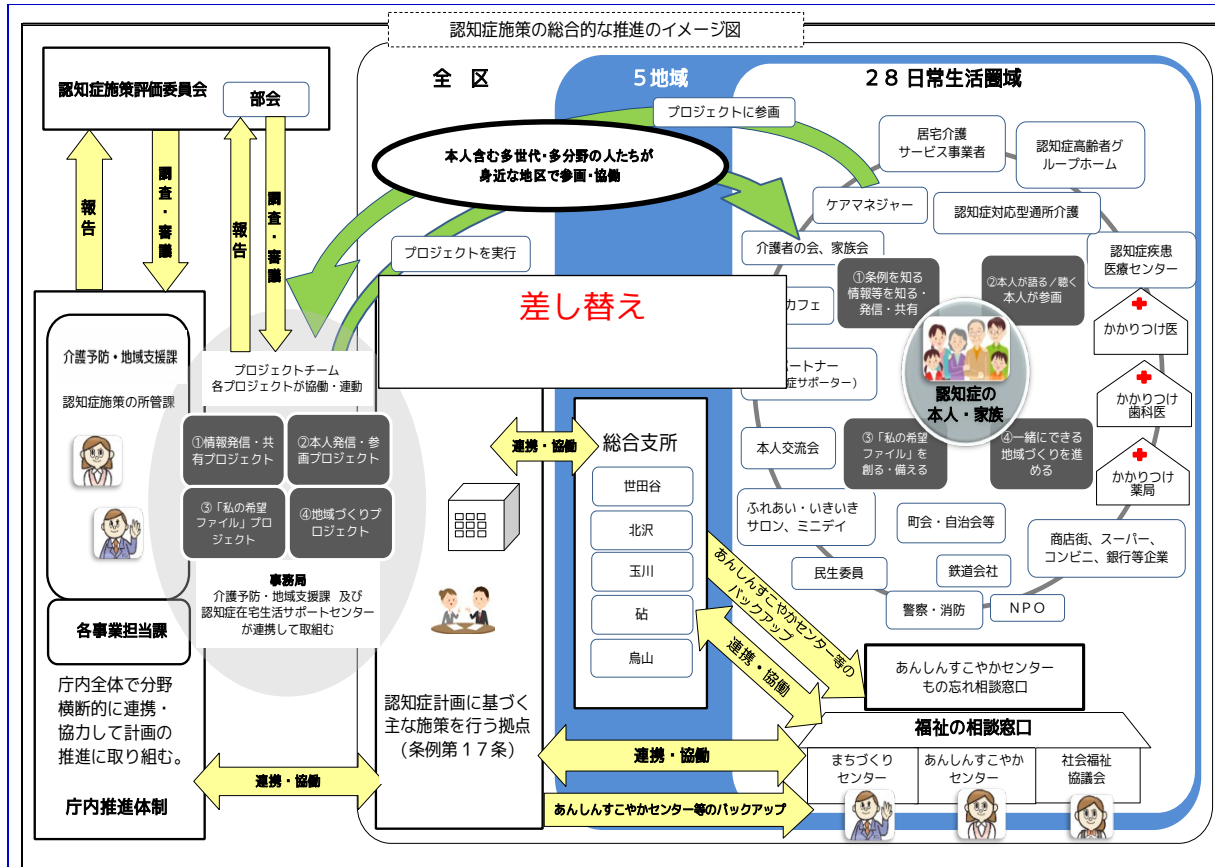 認知症施策の総合的な推進のイメージ図
認知症施策評価委員会
部会
報告
調査・審議
報告
調査・審議
全 区
５地域
２８日常生活圏域
プロジェクトに参画
本人含む多世代・多分野の人たちが
身近な地区で参画・協働
プロジェクトを実行
差し替え
介護予防・地域支援課
認知症施策の所管課
各事業担当課
庁内全体で分野
横断的に連携・
協力して計画の
推進に取り組む。
庁内推進体制
プロジェクトチーム
各プロジェクトが協働・連動
①情報発信・共
有プロジェクト
②本人発信・参
画プロジェクト
③「私の希望
ファイル」プロ
ジェクト
④地域づくりプ
ロジェクト
事務局
介護予防・地域支援課 及び
認知症在宅生活サポートセンター
が連携して取組む
連携・協働
認知症計画に基づく
主な施策を行う拠点
(条例第１７条)
連携・協働
総合支所
世田谷
北沢
玉川
砧
烏山
あんしんすこやかセンター等の
バックアップ
連携・協働
連携・協働
あんしんすこやかセンター等のバックアップ
居宅介護
サービス事業者
認知症高齢者グ
ループホーム
ケアマネジャー
認知症対応型通所介護
介護者の会、家族会
認知症疾患
医療センター
①条例を知る
情報等を知る・
発信・共有
②本人が語る／聴く
本人が参画
カフェ
かかりつけ医
パートナー
症サポーター）
認知症の
本人・家族
かかりつけ
歯科医
本人交流会
③「私の希望
ファイル」を
創る・備える
④一緒にできる
地域づくりを進
める
かかりつけ
薬局
ふれあい・いきいき
サロン、ミニデイ
町会・自治会等
商店街、スーパー、
コンビニ、銀行等企業
民生委員
鉄道会社
警察・消防
ＮＰＯ
あんしんすこやかセンター
もの忘れ相談窓口
福祉の相談窓口
まちづくり
センター
あんしんすこやか
センター
社会福祉
協議会